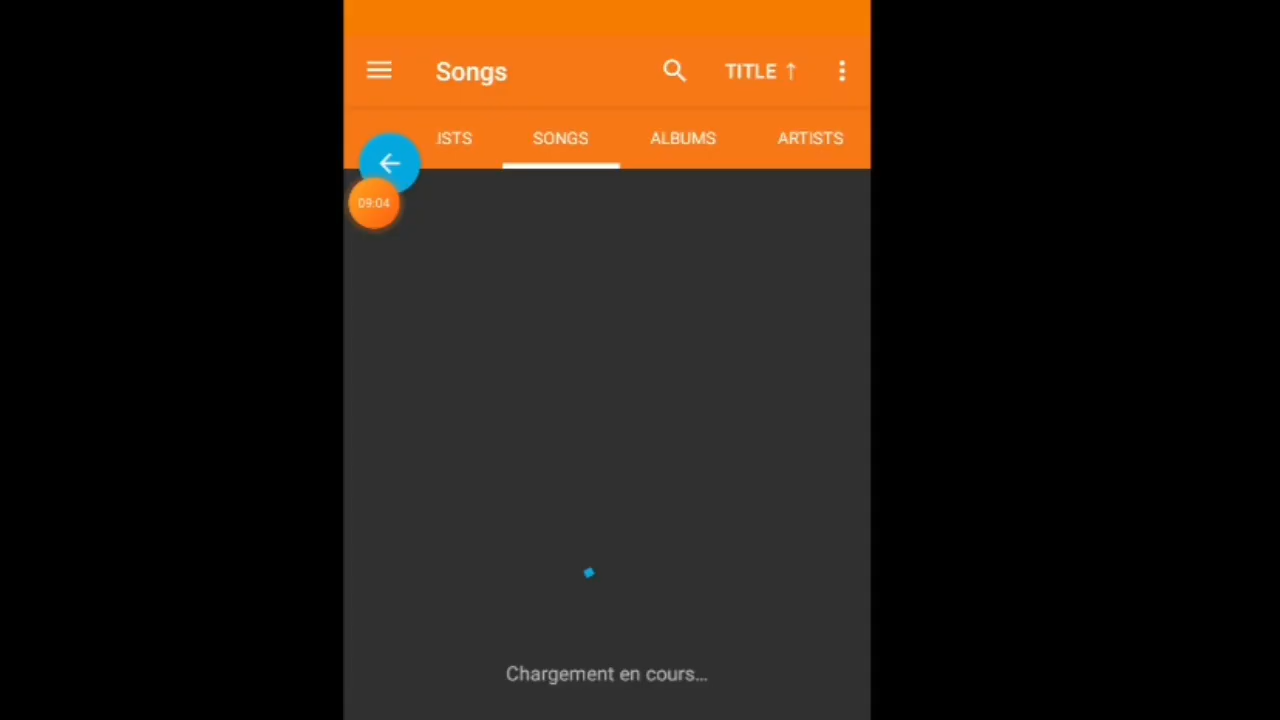 Songs
TITLE ↑
ISTS
SONGS
ALBUMS
ARTISTS
09:04
Chargement en cours...